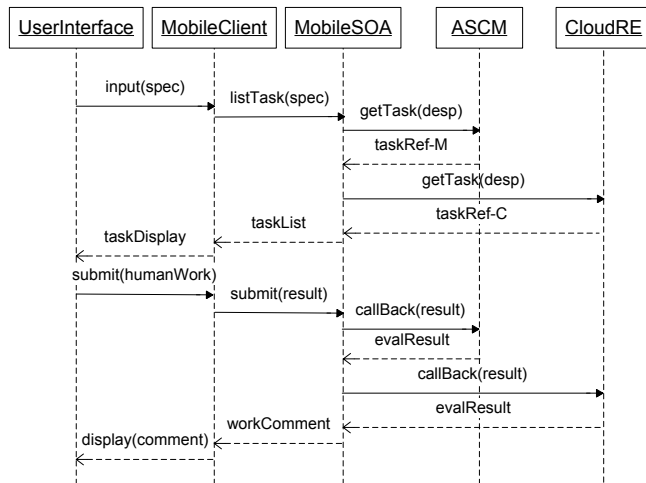 UserInterface
MobileClient
MobileSOA
ASCM
CloudRE
input(spec)
listTask(spec)
getTask(desp)
taskRef-M
getTask(desp)
taskRef-C
taskList
taskDisplay
submit(humanWork)
submit(result)
callBack(result)
evalResult
callBack(result)
evalResult
workComment
display(comment)